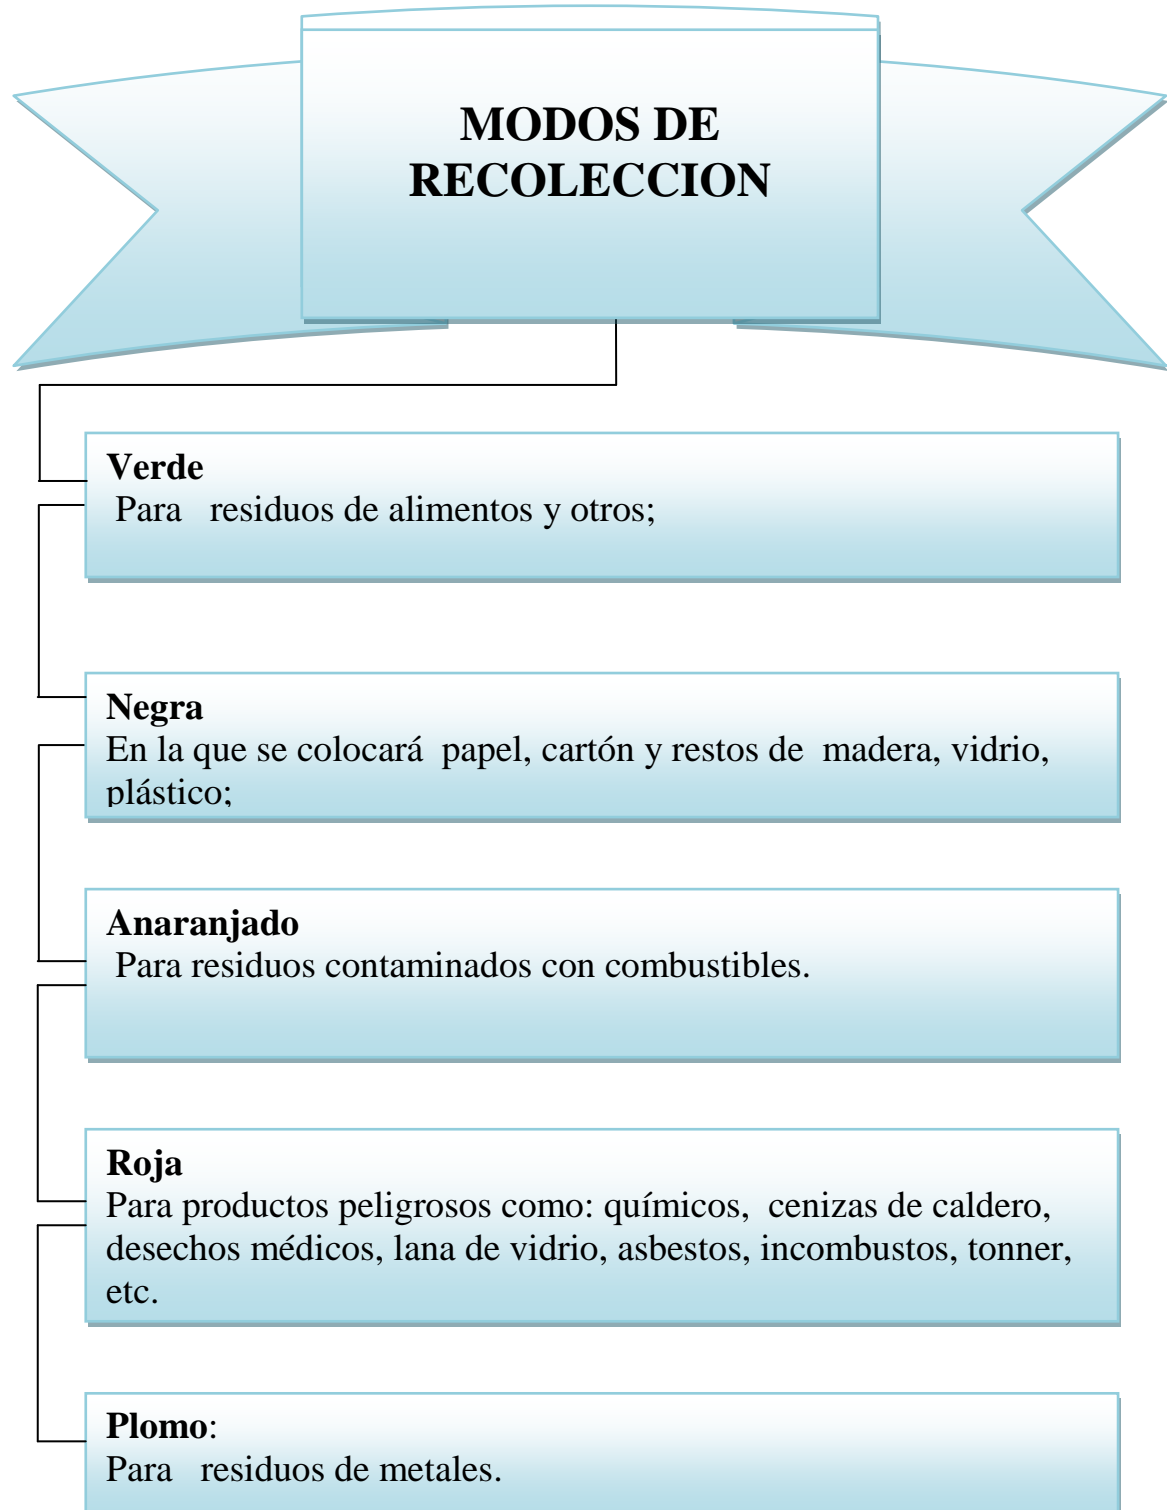 MODOS DE
RECOLECCION
Verde
Para residuos de alimentos y otros;
Negra
En la que se colocará papel, cartón y restos de madera, vidrio,
plástico;
Anaranjado
Para residuos contaminados con combustibles.
Roja
Para productos peligrosos como: químicos, cenizas de caldero,
desechos médicos, lana de vidrio, asbestos, incombustos, tonner,
etc.
Plomo:
Para residuos de metales.